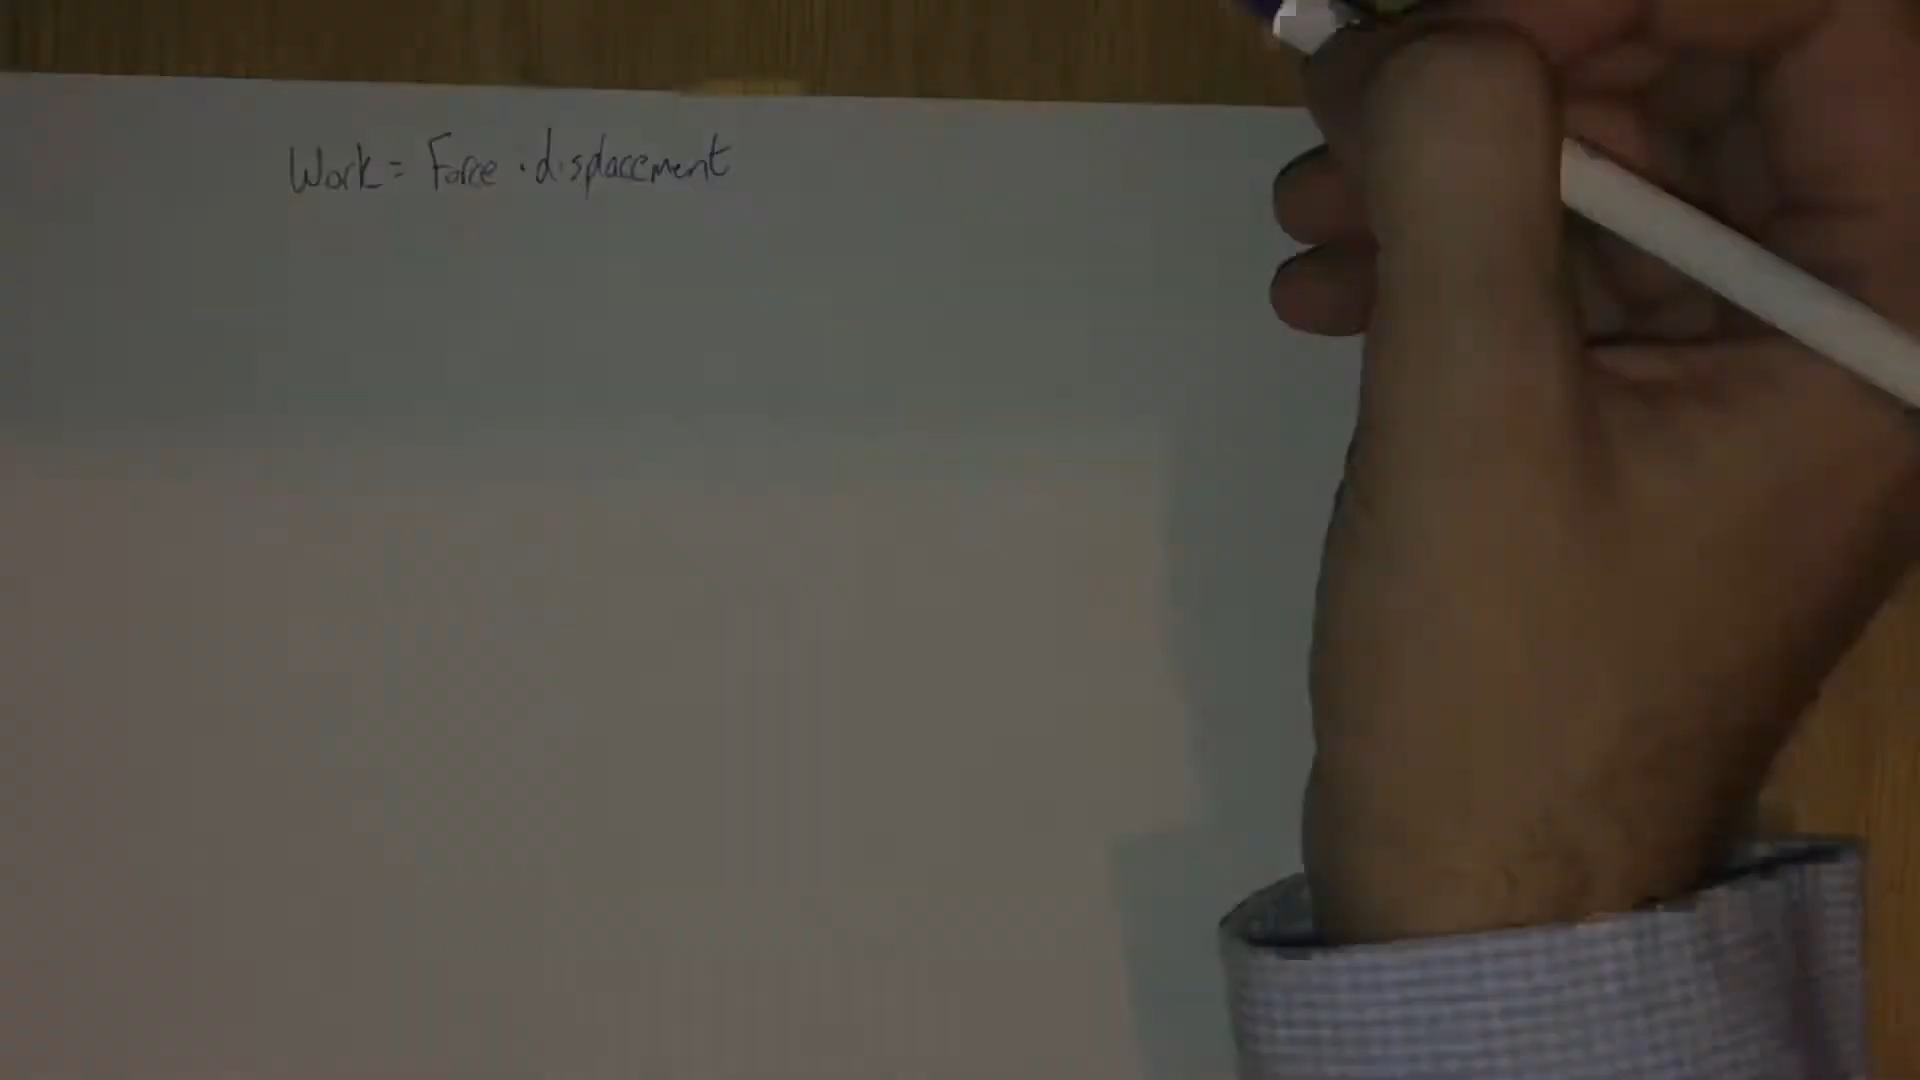 Work = Force · displacement